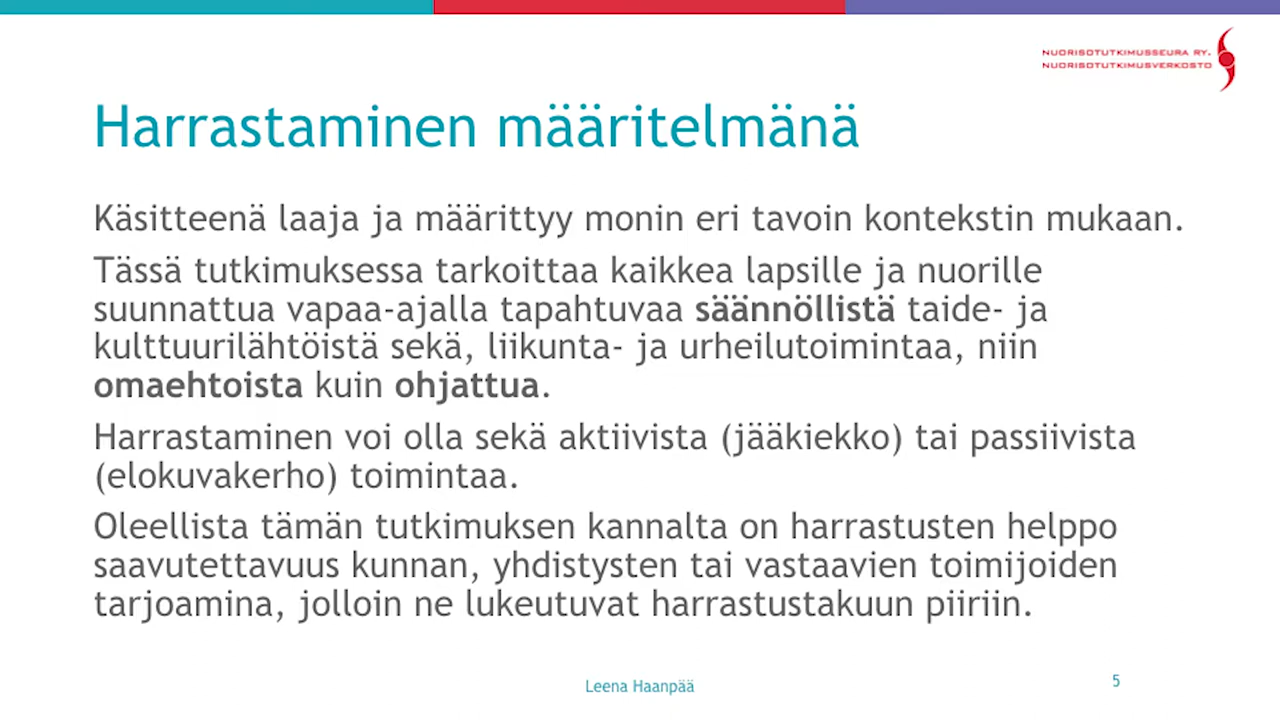 NUORISOTUTKIMUSSEURA RY.
NUORISOTUTKIMUSVERKOSTO
Harrastaminen määritelmänä
Käsitteenä laaja ja määrittyy monin eri tavoin kontekstin mukaan.
Tässä tutkimuksessa tarkoittaa kaikkea lapsille ja nuorille
suunnattua vapaa-ajalla tapahtuvaa säännöllistä taide- ja
kulttuurilähtöistä sekä, liikunta- ja urheilutoimintaa, niin
omaehtoista kuin ohjattua.
Harrastaminen voi olla sekä aktiivista (jääkiekko) tai passiivista
(elokuvakerho) toimintaa.
Oleellista tämän tutkimuksen kannalta on harrastusten helppo
saavutettavuus kunnan, yhdistysten tai vastaavien toimijoiden
tarjoamina, jolloin ne lukeutuvat harrastustakuun piiriin.
Leena Haanpää
5